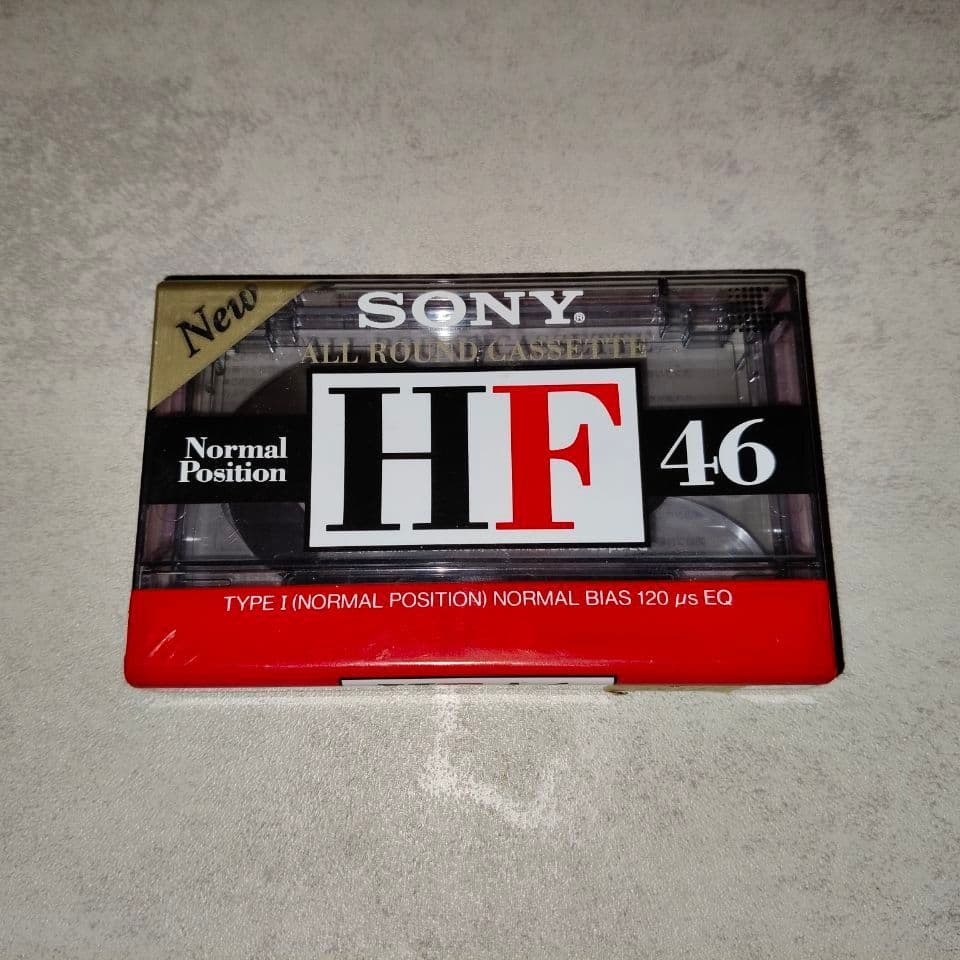 New
SONY®
ALL ROUND CASSETTE
Normal
Position
HF
46
TYPE I (NORMAL POSITION) NORMAL BIAS 120 µs EQ